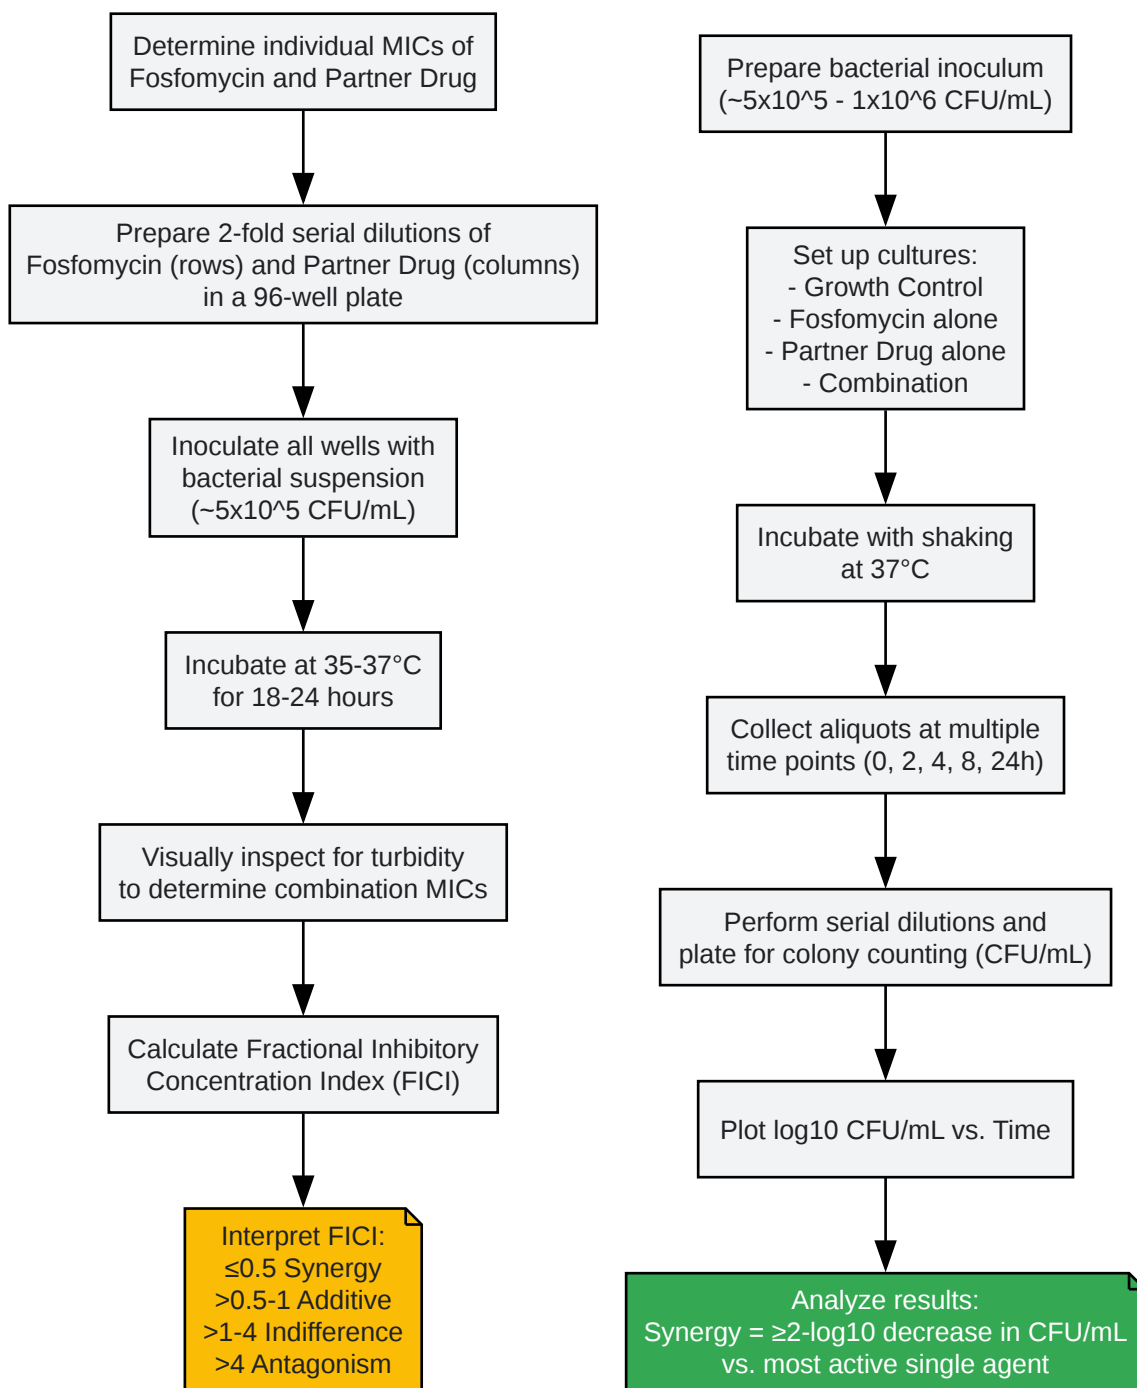 Determine individual MICs of
Fosfomycin and Partner Drug
Prepare 2-fold serial dilutions of
Fosfomycin (rows) and Partner Drug (columns)
in a 96-well plate
Inoculate all wells with
bacterial suspension
(~5x10^5 CFU/mL)
Incubate at 35-37°C
for 18-24 hours
Visually inspect for turbidity
to determine combination MICs
Calculate Fractional Inhibitory
Concentration Index (FICI)
Interpret FICI:
≤0.5 Synergy
>0.5-1 Additive
>1-4 Indifference
>4 Antagonism
Prepare bacterial inoculum
(~5x10^5 - 1x10^6 CFU/mL)
Set up cultures:
- Growth Control
- Fosfomycin alone
- Partner Drug alone
- Combination
Incubate with shaking
at 37°C
Collect aliquots at multiple
time points (0, 2, 4, 8, 24h)
Perform serial dilutions and
plate for colony counting (CFU/mL)
Plot log10 CFU/mL vs. Time
Analyze results:
Synergy = ≥2-log10 decrease in CFU/mL
vs. most active single agent